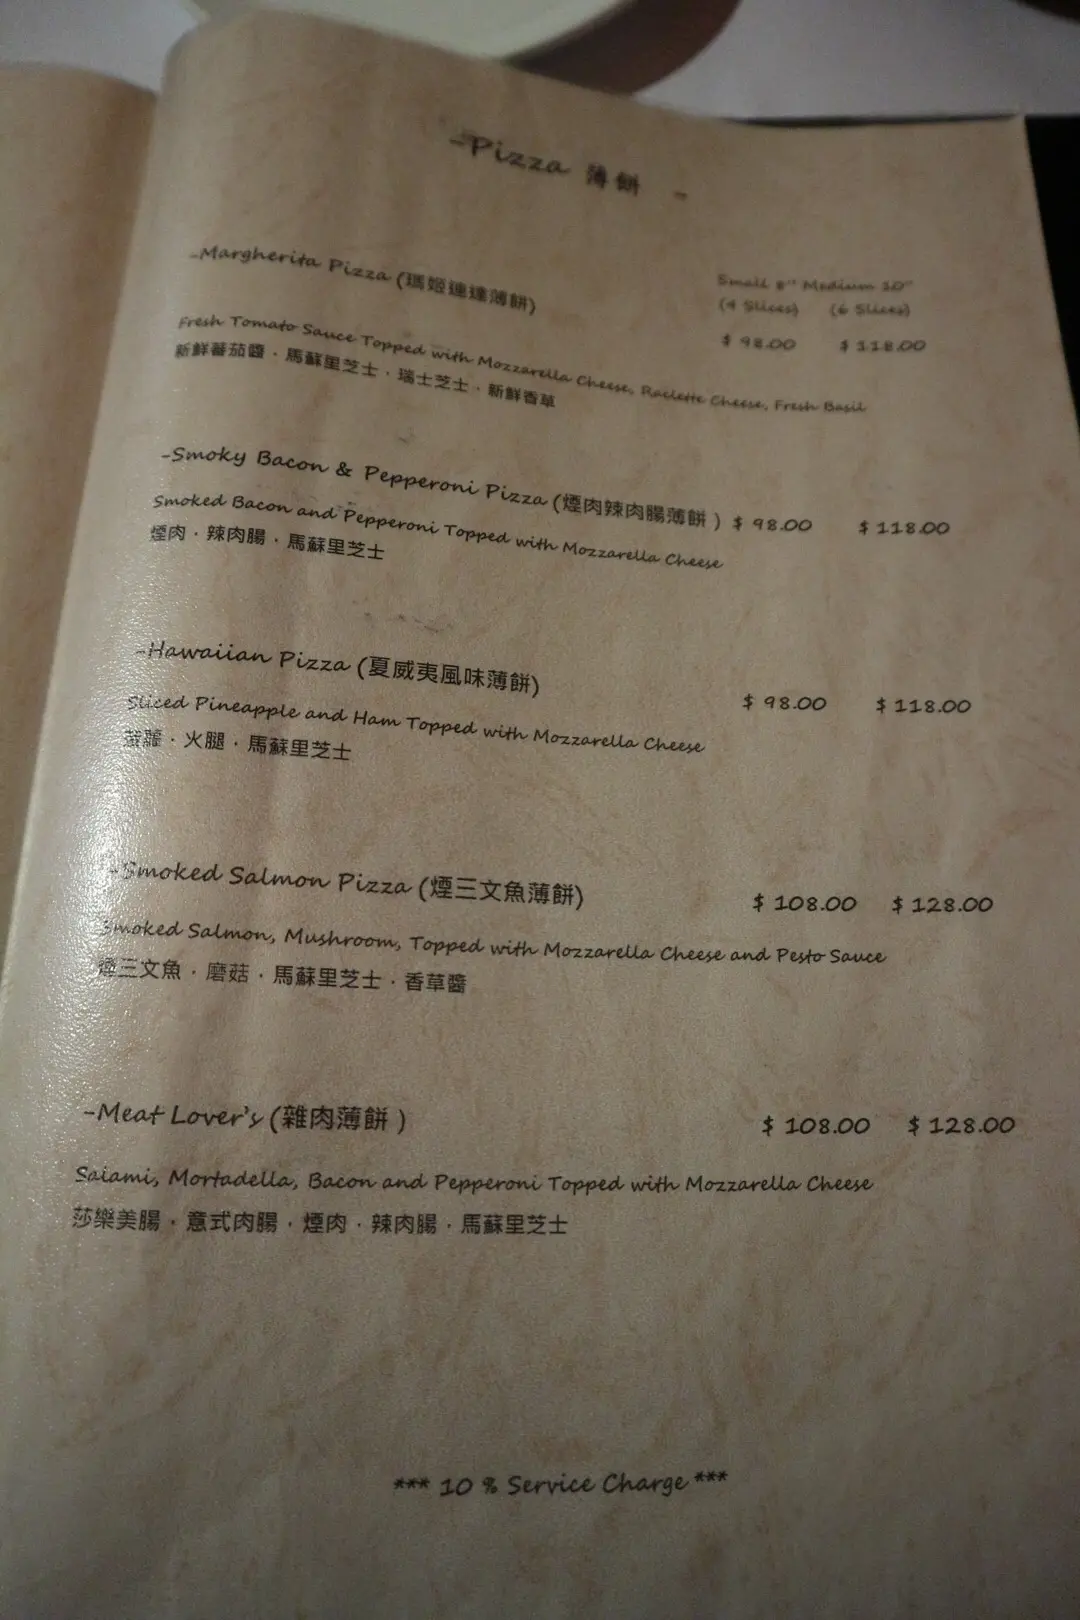 -Pizza 薄餅 -
-Margherita Pizza (瑪姬連達薄餅)
Small 8" Medium 10"
(4 Slices) (6 Slices)
$ 98.00 $ 118.00
Fresh Tomato Sauce Topped with Mozzarella Cheese, Raclette Cheese, Fresh Basil
新鮮蕃茄醬．馬蘇里芝士．瑞士芝士．新鮮香草
-Smoky Bacon & Pepperoni Pizza (煙肉辣肉腸薄餅) $ 98.00 $ 118.00
Smoked Bacon and Pepperoni Topped with Mozzarella Cheese
煙肉．辣肉腸．馬蘇里芝士
-Hawaiian Pizza (夏威夷風味薄餅) $ 98.00 $ 118.00
Sliced Pineapple and Ham Topped with Mozzarella Cheese
菠蘿．火腿．馬蘇里芝士
-Smoked Salmon Pizza (煙三文魚薄餅) $ 108.00 $ 128.00
Smoked Salmon, Mushroom, Topped with Mozzarella Cheese and Pesto Sauce
煙三文魚．磨菇．馬蘇里芝士．香草醬
-Meat Lover's (雜肉薄餅) $ 108.00 $ 128.00
Saiami, Mortadella, Bacon and Pepperoni Topped with Mozzarella Cheese
莎樂美腸．意式肉腸．煙肉．辣肉腸．馬蘇里芝士
*** 10 % Service Charge ***